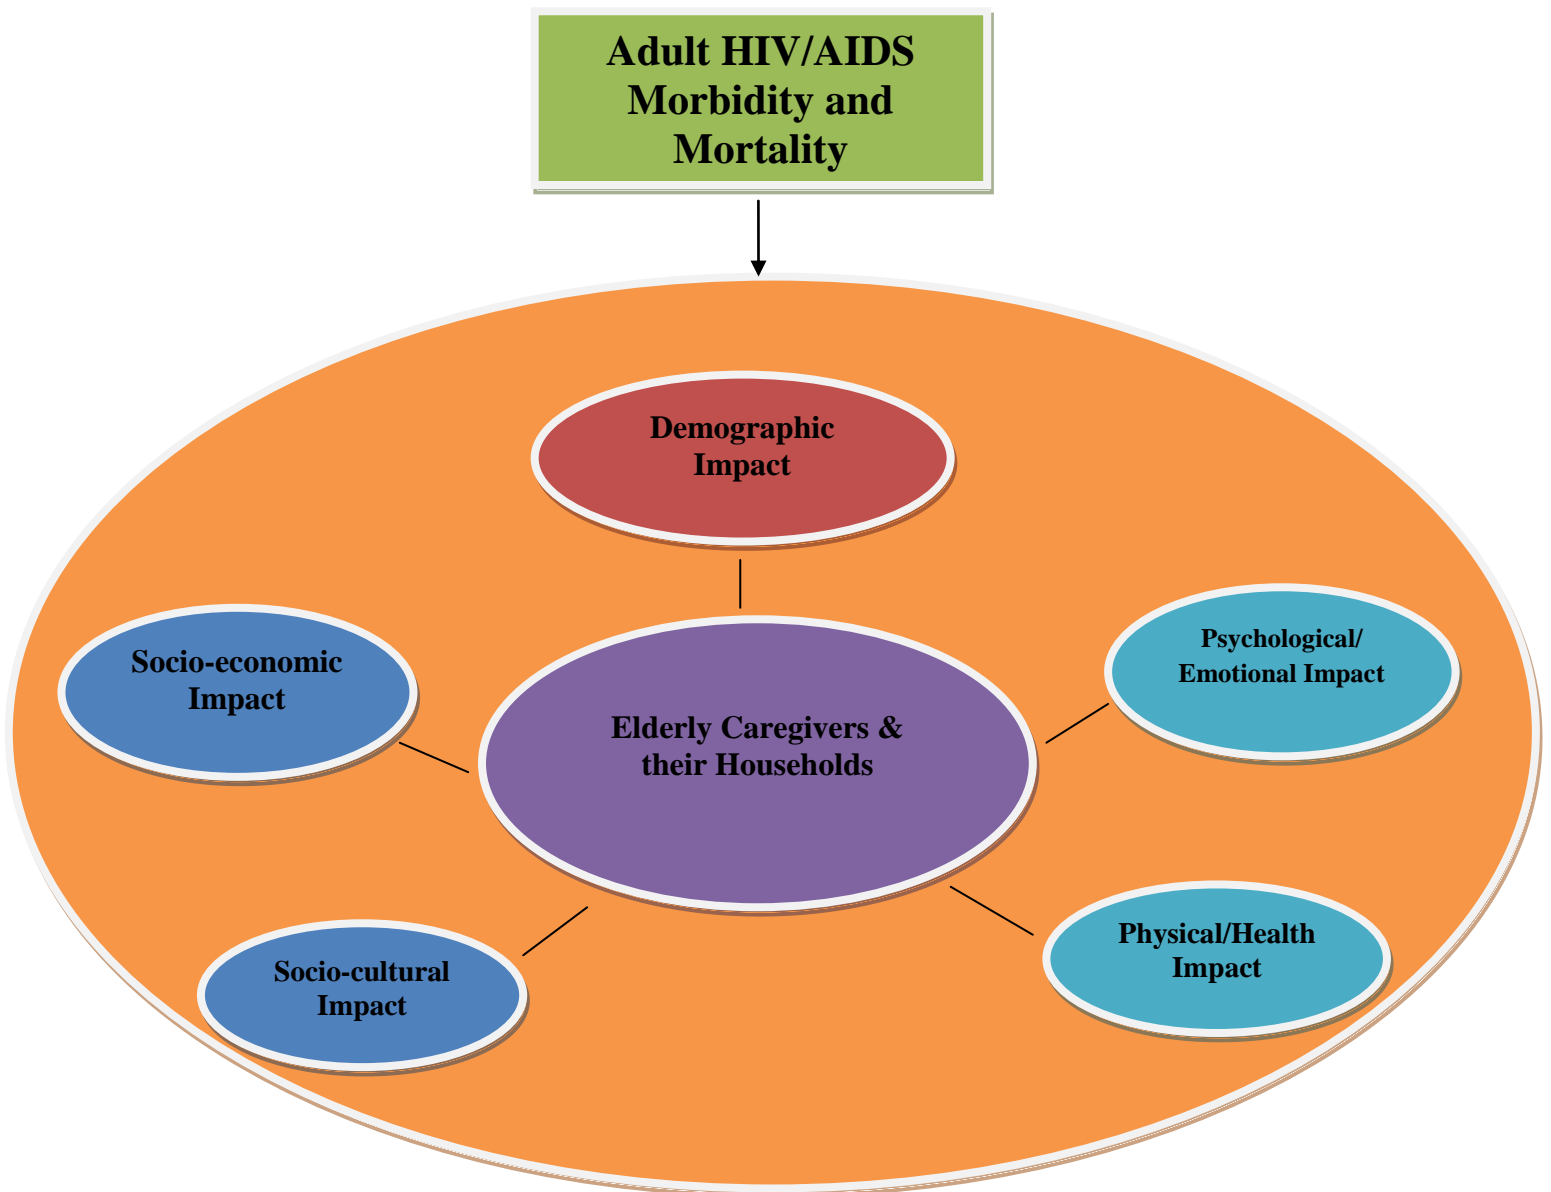 Adult HIV/AIDS
Morbidity and
Mortality
Demographic
Impact
Socio-economic
Impact
Psychological/
Emotional Impact
Elderly Caregivers &
their Households
Socio-cultural
Impact
Physical/Health
Impact